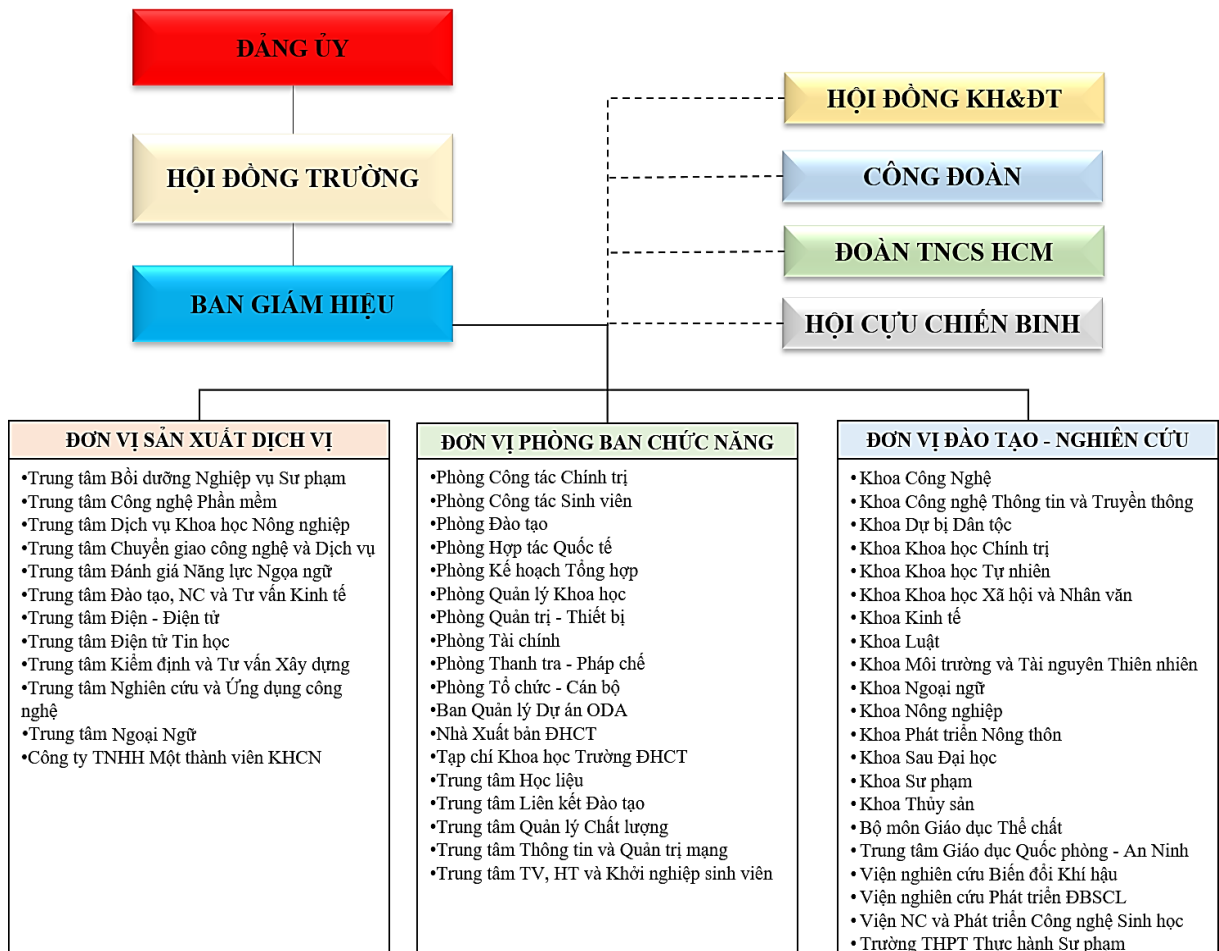 ĐẢNG ỦY
HỘI ĐỒNG TRƯỜNG
BAN GIÁM HIỆU
HỘI ĐỒNG KH&ĐT
CÔNG ĐOÀN
ĐOÀN TNCS HCM
HỘI CỰU CHIẾN BINH
ĐƠN VỊ SẢN XUẤT DỊCH VỊ
•Trung tâm Bồi dưỡng Nghiệp vụ Sư phạm
•Trung tâm Công nghệ Phần mềm
•Trung tâm Dịch vụ Khoa học Nông nghiệp
•Trung tâm Chuyển giao công nghệ và Dịch vụ
•Trung tâm Đánh giá Năng lực Ngọa ngữ
•Trung tâm Đào tạo, NC và Tư vấn Kinh tế
•Trung tâm Điện - Điện tử
•Trung tâm Điện tử Tin học
•Trung tâm Kiểm định và Tư vấn Xây dựng
•Trung tâm Nghiên cứu và Ứng dụng công
nghệ
•Trung tâm Ngoại Ngữ
•Công ty TNHH Một thành viên KHCN
ĐƠN VỊ PHÒNG BAN CHỨC NĂNG
•Phòng Công tác Chính trị
•Phòng Công tác Sinh viên
•Phòng Đào tạo
•Phòng Hợp tác Quốc tế
•Phòng Kế hoạch Tổng hợp
•Phòng Quản lý Khoa học
•Phòng Quản trị - Thiết bị
•Phòng Tài chính
•Phòng Thanh tra - Pháp chế
•Phòng Tổ chức - Cán bộ
•Ban Quản lý Dự án ODA
•Nhà Xuất bản ĐHCT
•Tạp chí Khoa học Trường ĐHCT
•Trung tâm Học liệu
•Trung tâm Liên kết Đào tạo
•Trung tâm Quản lý Chất lượng
•Trung tâm Thông tin và Quản trị mạng
•Trung tâm TV, HT và Khởi nghiệp sinh viên
ĐƠN VỊ ĐÀO TẠO - NGHIÊN CỨU
•Khoa Công Nghệ
•Khoa Công nghệ Thông tin và Truyền thông
•Khoa Dự bị Dân tộc
•Khoa Khoa học Chính trị
•Khoa Khoa học Tự nhiên
•Khoa Khoa học Xã hội và Nhân văn
•Khoa Kinh tế
•Khoa Luật
•Khoa Môi trường và Tài nguyên Thiên nhiên
•Khoa Ngoại ngữ
•Khoa Nông nghiệp
•Khoa Phát triển Nông thôn
•Khoa Sau Đại học
•Khoa Sư phạm
•Khoa Thủy sản
•Bộ môn Giáo dục Thể chất
•Trung tâm Giáo dục Quốc phòng - An Ninh
•Viện nghiên cứu Biến đổi Khí hậu
•Viện nghiên cứu Phát triển ĐBSCL
•Viện NC và Phát triển Công nghệ Sinh học
•Trường THPT Thực hành Sư phạm